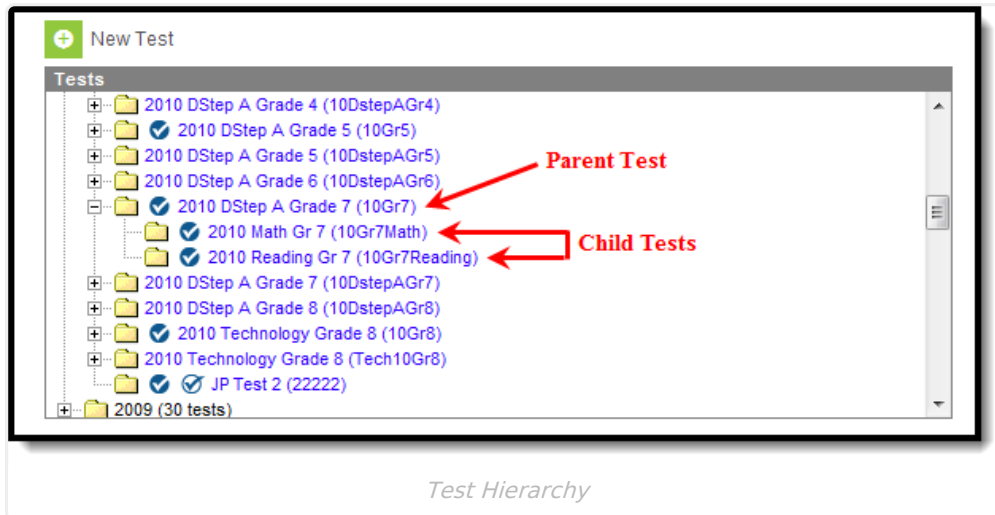 New Test
Tests
2010 DStep A Grade 4 (10DstepAGr4)
2010 DStep A Grade 5 (10Gr5)
2010 DStep A Grade 5 (10DstepAGr5)
2010 DStep A Grade 6 (10DstepAGr6)
Parent Test
2010 DStep A Grade 7 (10Gr7)
2010 Math Gr 7 (10Gr7Math)
Child Tests
2010 Reading Gr 7 (10Gr7Reading)
2010 DStep A Grade 7 (10DstepAGr7)
2010 DStep A Grade 8 (10DstepAGr8)
2010 Technology Grade 8 (10Gr8)
2010 Technology Grade 8 (Tech10Gr8)
JP Test 2 (22222)
2009 (30 tests)
Test Hierarchy